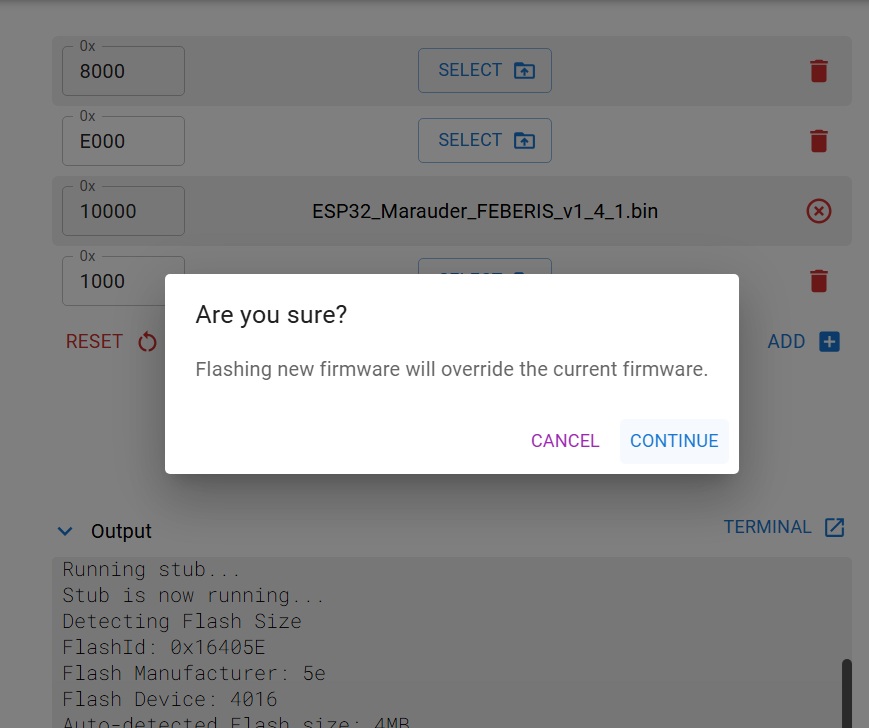 0x
8000
SELECT
0x
E000
SELECT
0x
10000
ESP32_Marauder_FEBERIS_v1_4_1.bin
0x
1000
SELECT
RESET
ADD
Are you sure?
Flashing new firmware will override the current firmware.
CANCEL
CONTINUE
Output
TERMINAL
Running stub...
Stub is now running...
Detecting Flash Size
FlashId: 0x16405E
Flash Manufacturer: 5e
Flash Device: 4016
Auto-detected Flash size: 4MB